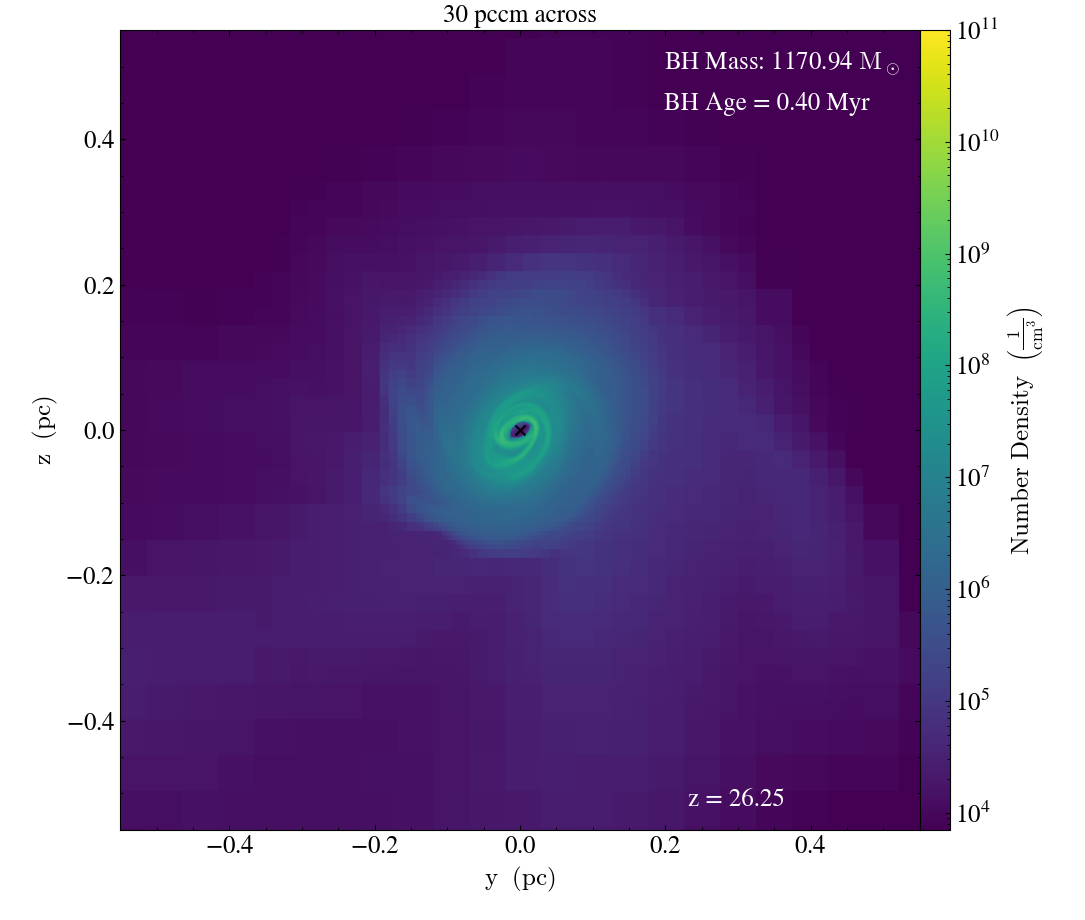 30 pccm across
BH Mass: 1170.94 M⊙
BH Age = 0.40 Myr
z = 26.25
0.4
0.2
0.0
−0.2
−0.4
z (pc)
−0.4
−0.2
0.0
0.2
0.4
y (pc)
10¹¹
10¹⁰
10⁹
10⁸
10⁷
10⁶
10⁵
10⁴
Number Density (1/cm³)